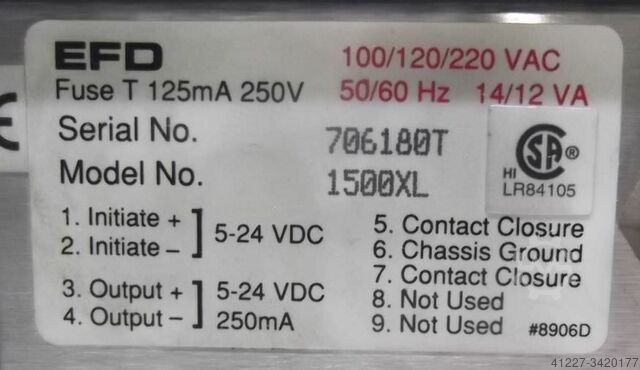 EFD
100/120/220 VAC
Fuse T 125mA 250V
50/60 Hz 14/12 VA
Serial No. 706180T
Model No. 1500XL
SA ®
HI
LR84105
1. Initiate +
2. Initiate –
5-24 VDC
3. Output +
4. Output –
5-24 VDC
250mA
5. Contact Closure
6. Chassis Ground
7. Contact Closure
8. Not Used
9. Not Used
#8906D
41227-3420177